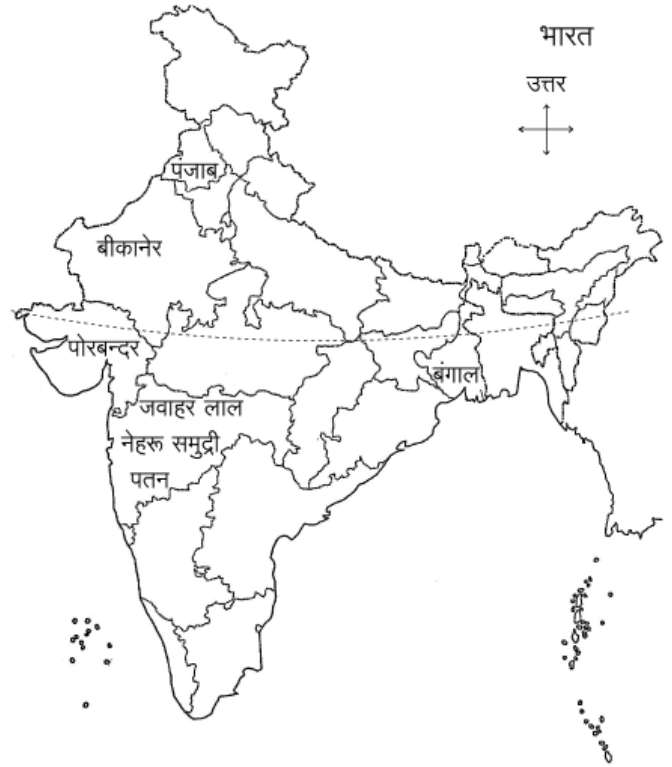 भारत
उत्तर
पंजाब
बीकानेर
पोरबन्दर
बंगाल
जवाहर लाल
नेहरू समुद्री
पतन